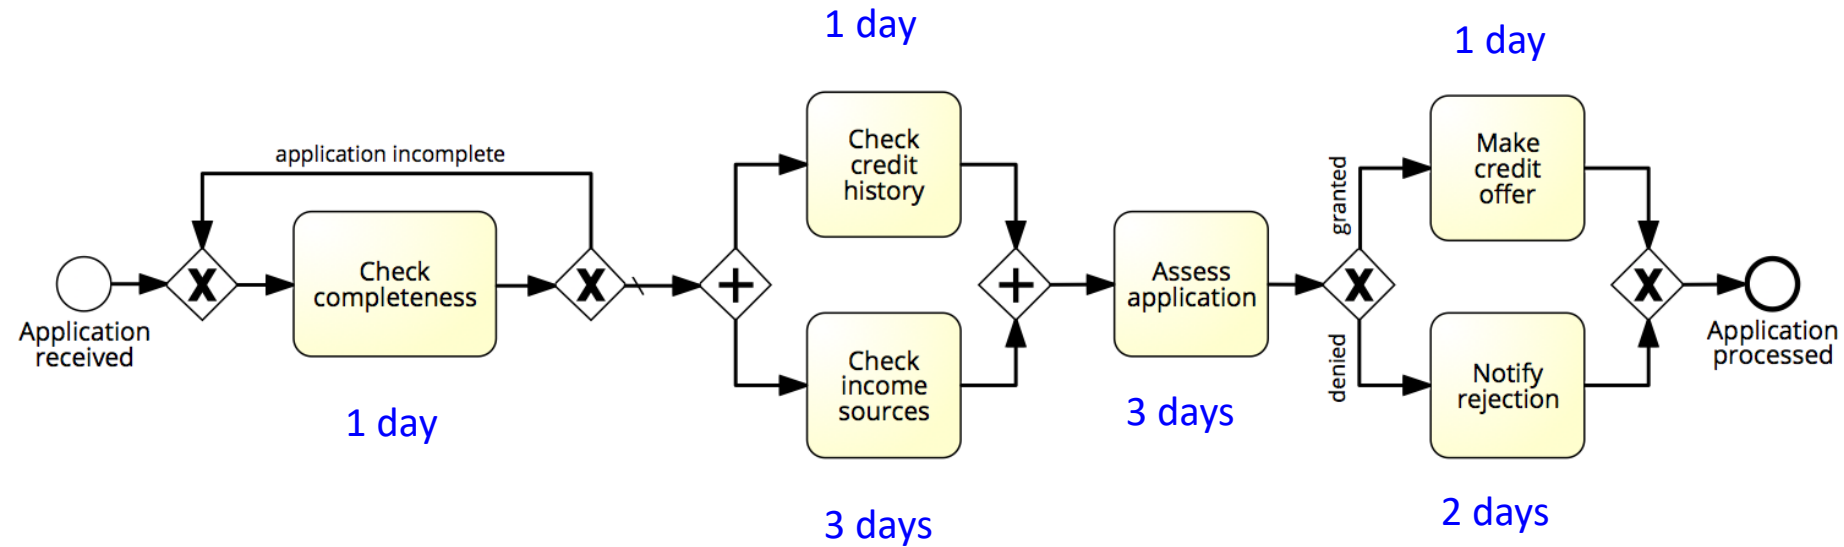 1 day
1 day
Check
credit
history
Make
credit
offer
application incomplete
granted
Check
completeness
Assess
application
Application
received
Application
processed
denied
Check
income
sources
Notify
rejection
1 day
3 days
3 days
2 days